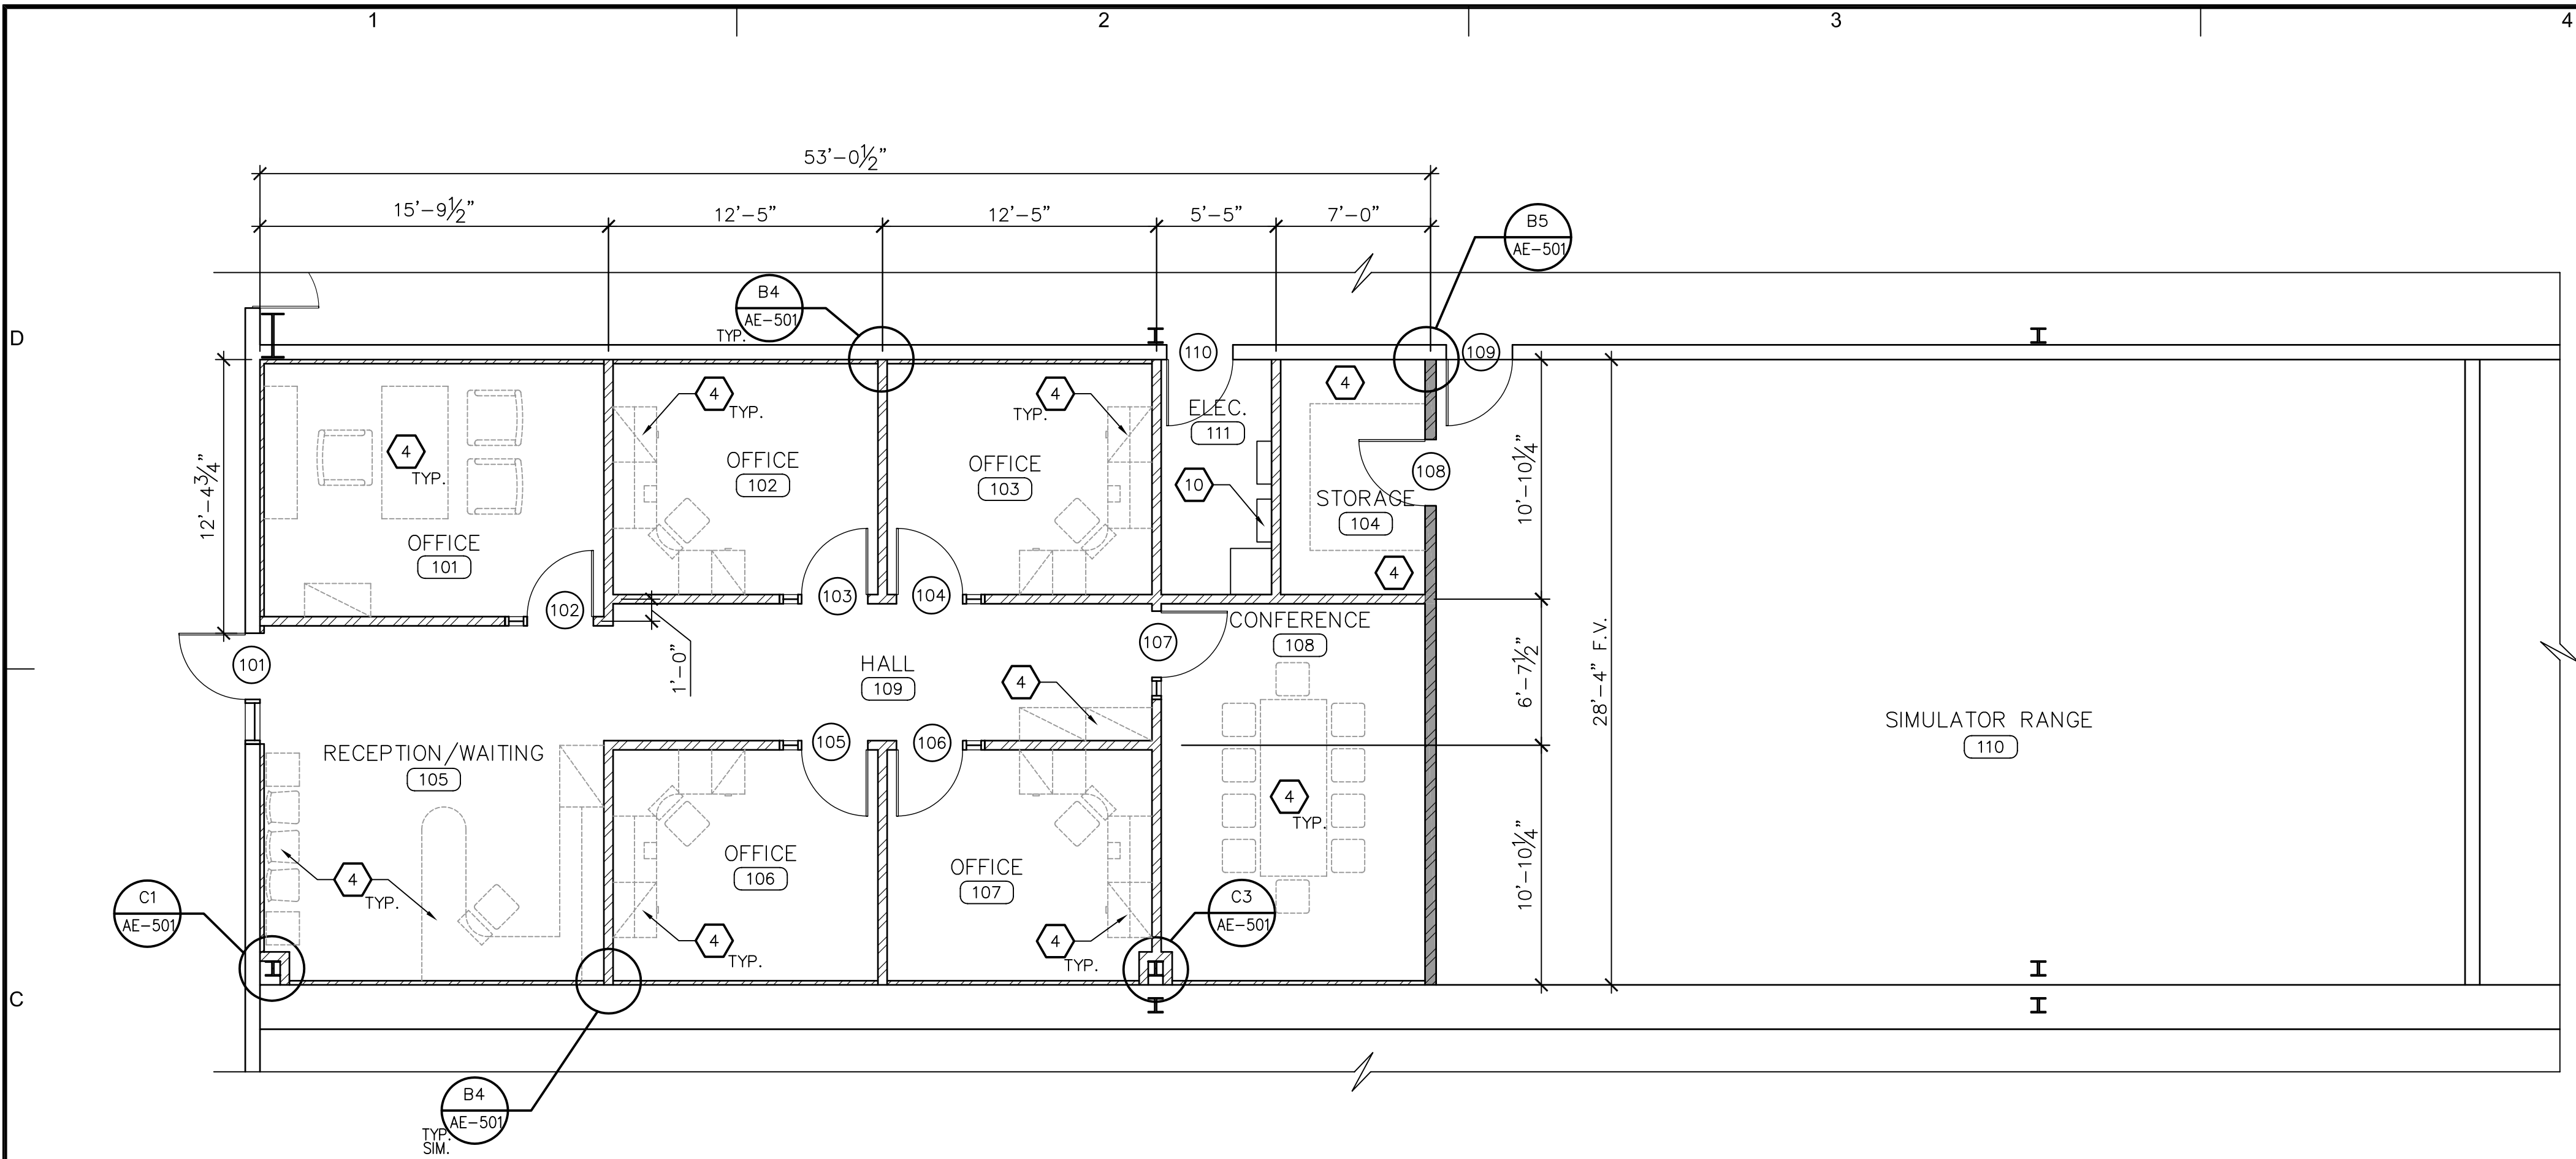 1 2 3 4
53'-0½"
15'-9½" 12'-5" 12'-5" 5'-5" 7'-0"
B5
AE-501
B4
AE-501
TYP.
D
110
109
12'-4¾"
4
TYP.
4
TYP.
4
TYP.
4
ELEC.
111
10'-10¼"
OFFICE
102
OFFICE
103
10
108
STORAGE
104
OFFICE
101
4
102
103
104
1'-0"
101
107
CONFERENCE
108
HALL
109
4
6'-7½"
28'-4" F.V.
RECEPTION/WAITING
105
105
106
SIMULATOR RANGE
110
4
TYP.
10'-10¼"
OFFICE
106
OFFICE
107
4
TYP.
C1
AE-501
C3
AE-501
4
TYP.
4
TYP.
C
B4
AE-501
TYP.
SIM.